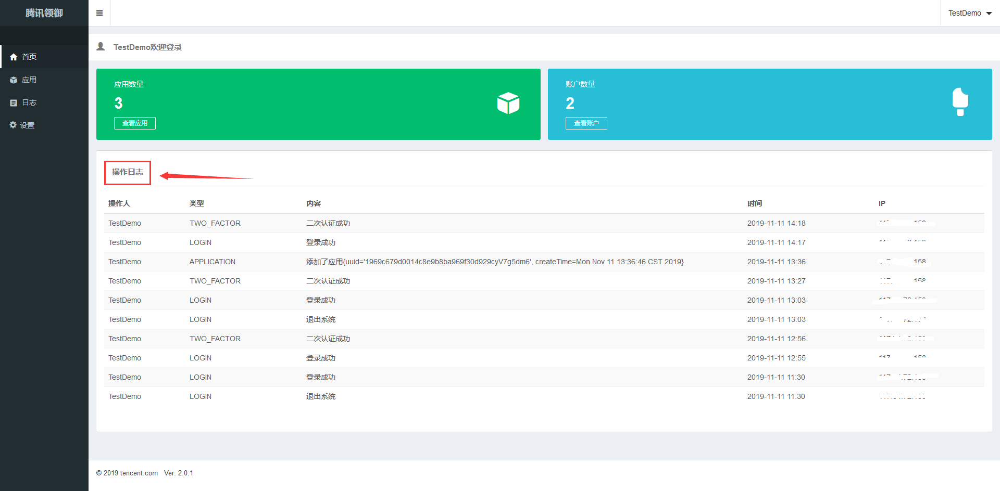 腾讯领御
TestDemo
首页
应用
日志
设置
TestDemo欢迎登录
应用数量
3
查看应用
账户数量
2
查看账户
操作日志
操作人 类型 内容 时间 IP
TestDemo TWO_FACTOR 二次认证成功 2019-11-11 14:18
TestDemo LOGIN 登录成功 2019-11-11 14:17
TestDemo APPLICATION 添加了应用{uuid='1969c679d0014c8e9b8ba969f30d929cyV7g5dm6', createTime=Mon Nov 11 13:36:46 CST 2019} 2019-11-11 13:36 158
TestDemo TWO_FACTOR 二次认证成功 2019-11-11 13:27 158
TestDemo LOGIN 登录成功 2019-11-11 13:03
TestDemo LOGIN 退出系统 2019-11-11 13:03
TestDemo TWO_FACTOR 二次认证成功 2019-11-11 12:56
TestDemo LOGIN 登录成功 2019-11-11 12:55
TestDemo LOGIN 登录成功 2019-11-11 11:30
TestDemo LOGIN 退出系统 2019-11-11 11:30
© 2019 tencent.com Ver: 2.0.1